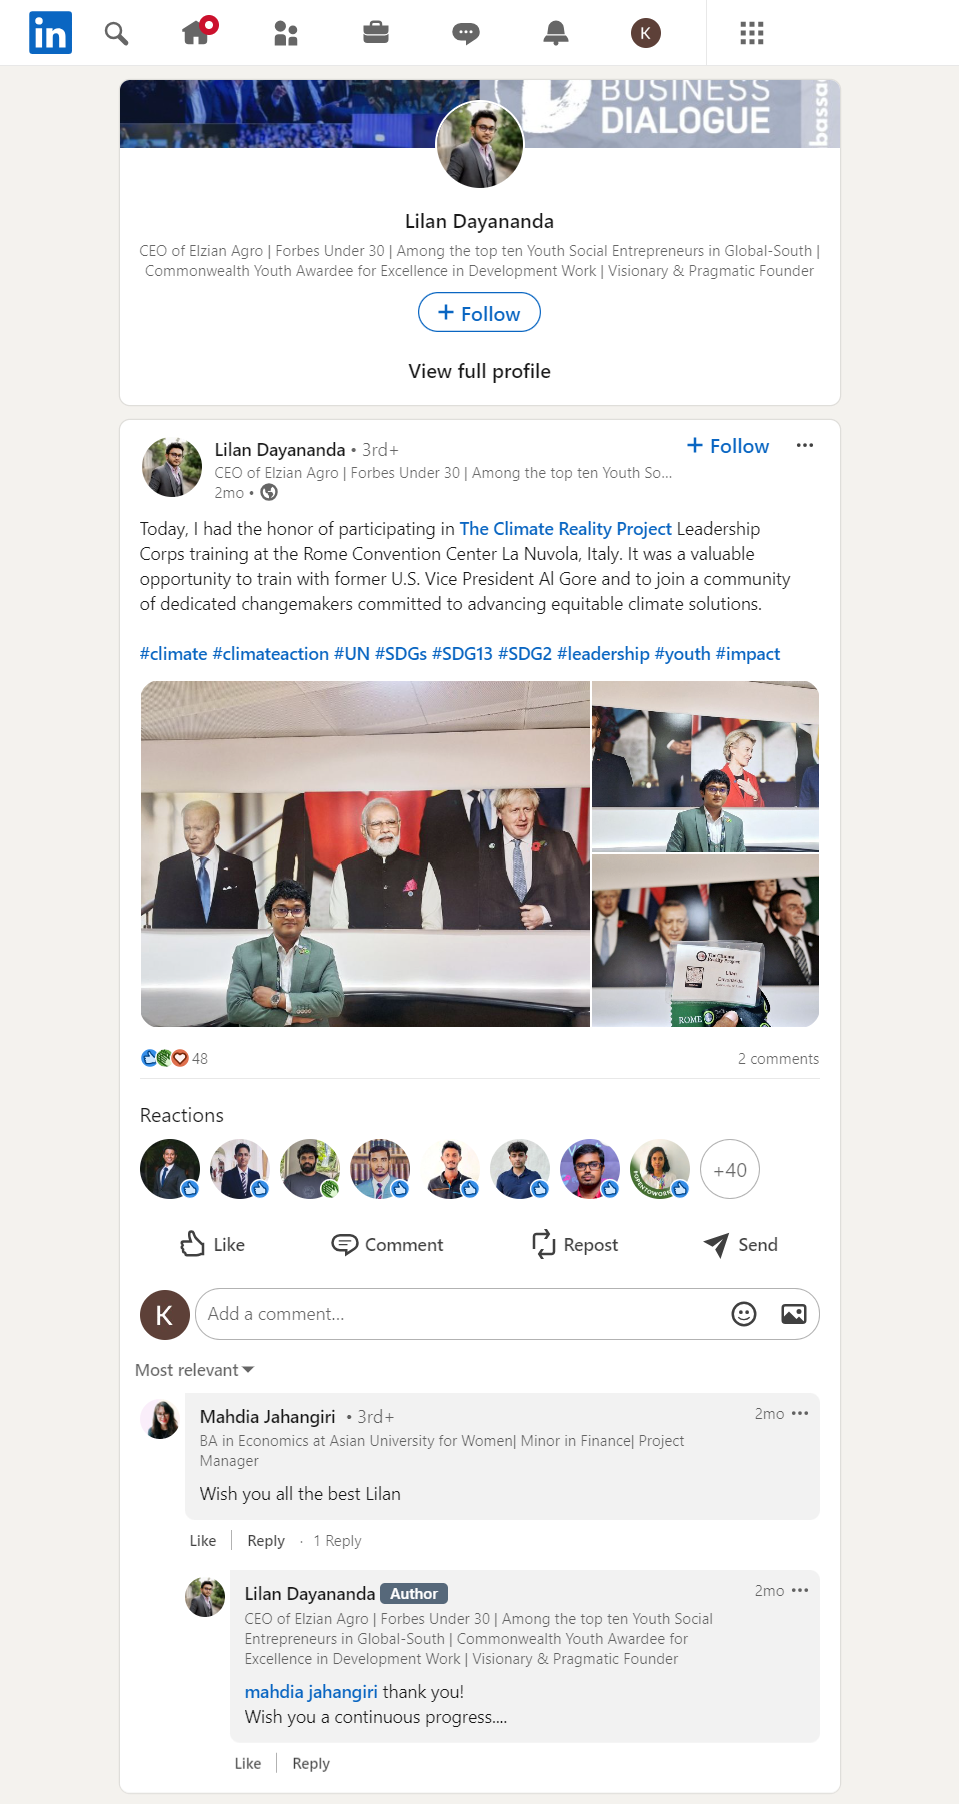 in
K
BUSINESS
DIALOGUE
bassa
Lilan Dayananda
CEO of Elzian Agro | Forbes Under 30 | Among the top ten Youth Social Entrepreneurs in Global-South |
Commonwealth Youth Awardee for Excellence in Development Work | Visionary & Pragmatic Founder
+ Follow
View full profile
Lilan Dayananda • 3rd+
+ Follow
CEO of Elzian Agro | Forbes Under 30 | Among the top ten Youth So...
2mo •
Today, I had the honor of participating in The Climate Reality Project Leadership
Corps training at the Rome Convention Center La Nuvola, Italy. It was a valuable
opportunity to train with former U.S. Vice President Al Gore and to join a community
of dedicated changemakers committed to advancing equitable climate solutions.
#climate #climateaction #UN #SDGs #SDG13 #SDG2 #leadership #youth #impact
The Climate
Reality Project
Lilan
ROME
48
2 comments
Reactions
#OPENTOWORK
+40
Like
Comment
Repost
Send
K
Add a comment...
Most relevant
Mahdia Jahangiri • 3rd+
2mo
BA in Economics at Asian University for Women| Minor in Finance| Project
Manager
Wish you all the best Lilan
Like
Reply · 1 Reply
Lilan Dayananda Author
2mo
CEO of Elzian Agro | Forbes Under 30 | Among the top ten Youth Social
Entrepreneurs in Global-South | Commonwealth Youth Awardee for
Excellence in Development Work | Visionary & Pragmatic Founder
mahdia jahangiri thank you!
Wish you a continuous progress....
Like
Reply